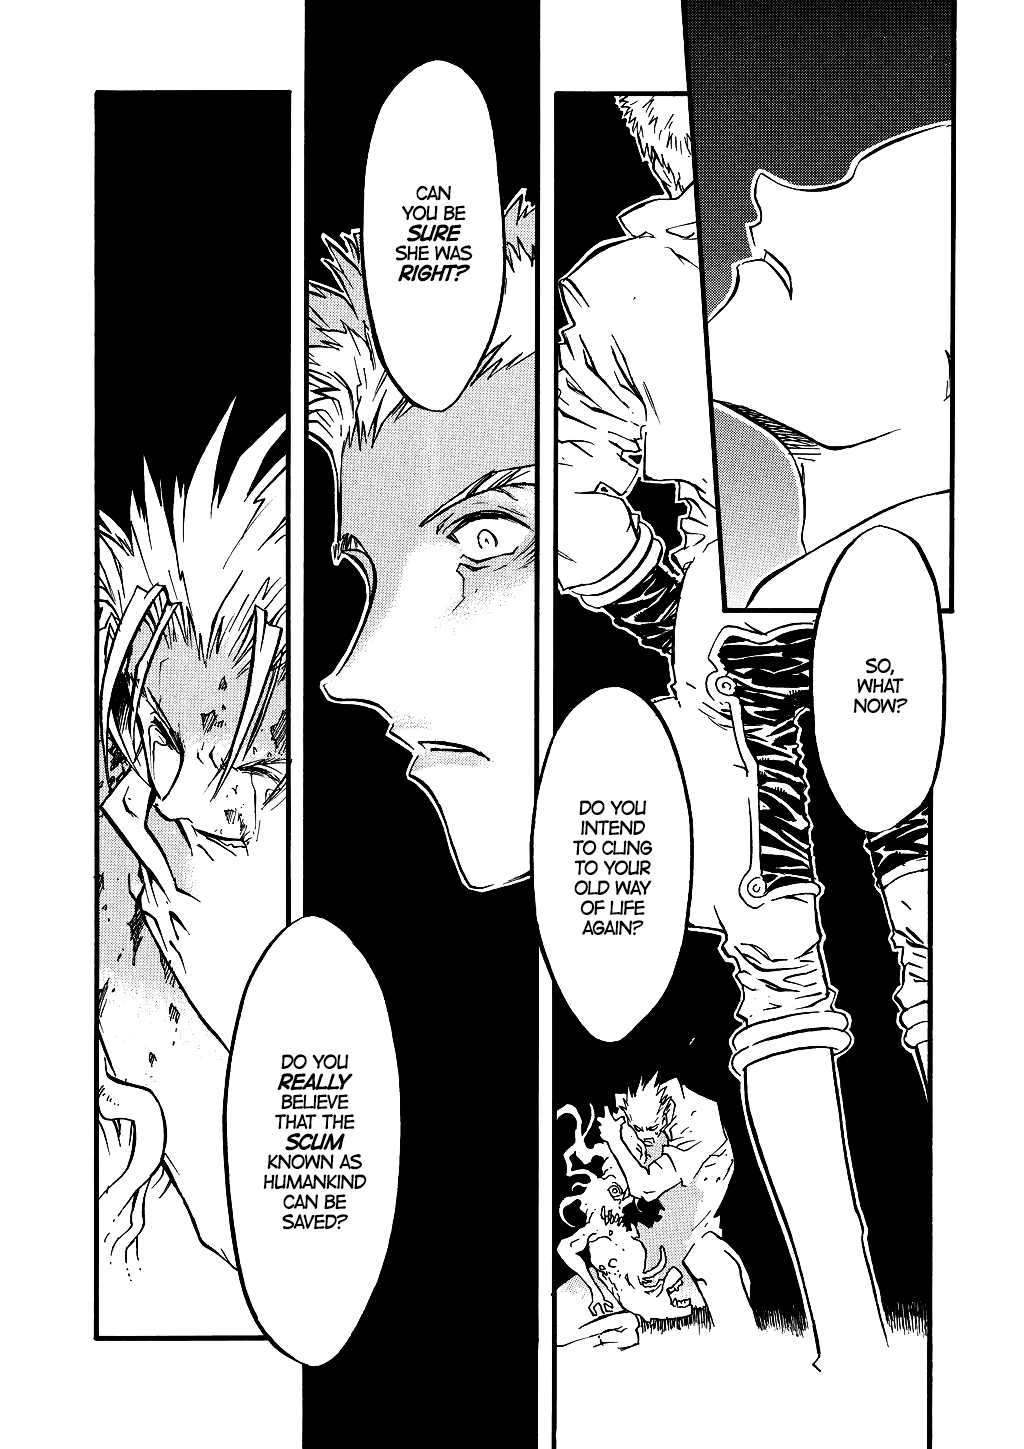 SO,
WHAT
NOW?
DO YOU
INTEND
TO CLING
TO YOUR
OLD WAY
OF LIFE
AGAIN?
CAN
YOU BE
SURE
SHE WAS
RIGHT?
DO YOU
REALLY
BELIEVE
THAT THE
SCUM
KNOWN AS
HUMANKIND
CAN BE
SAVED?